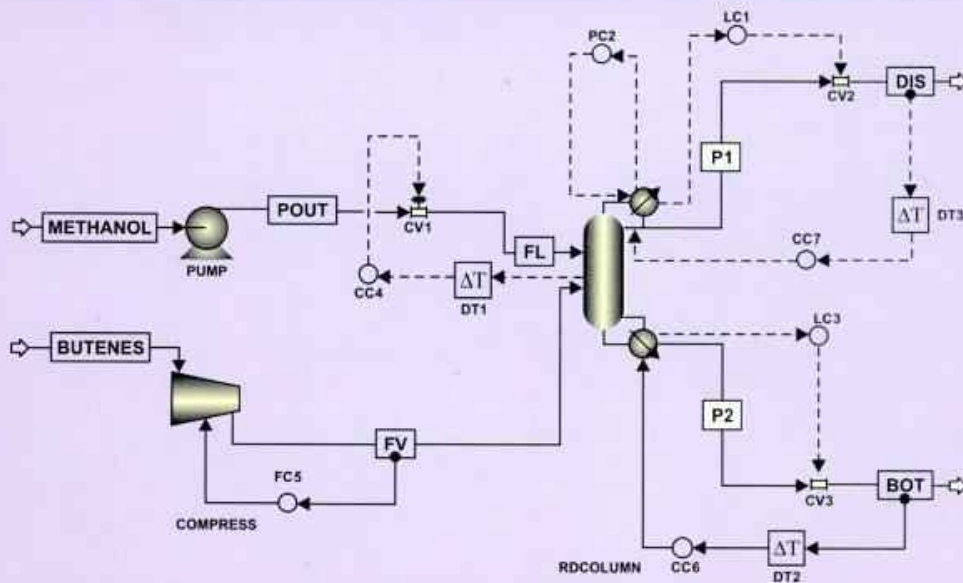 LC1
PC2
CV2
DIS
P1
POUT
METHANOL
CV1
PUMP
FL
ΔT
DT3
CC7
CC4
ΔT
DT1
LC3
BUTENES
P2
FV
FC5
CV3
BOT
COMPRESS
RDCOLUMN
CC6
ΔT
DT2